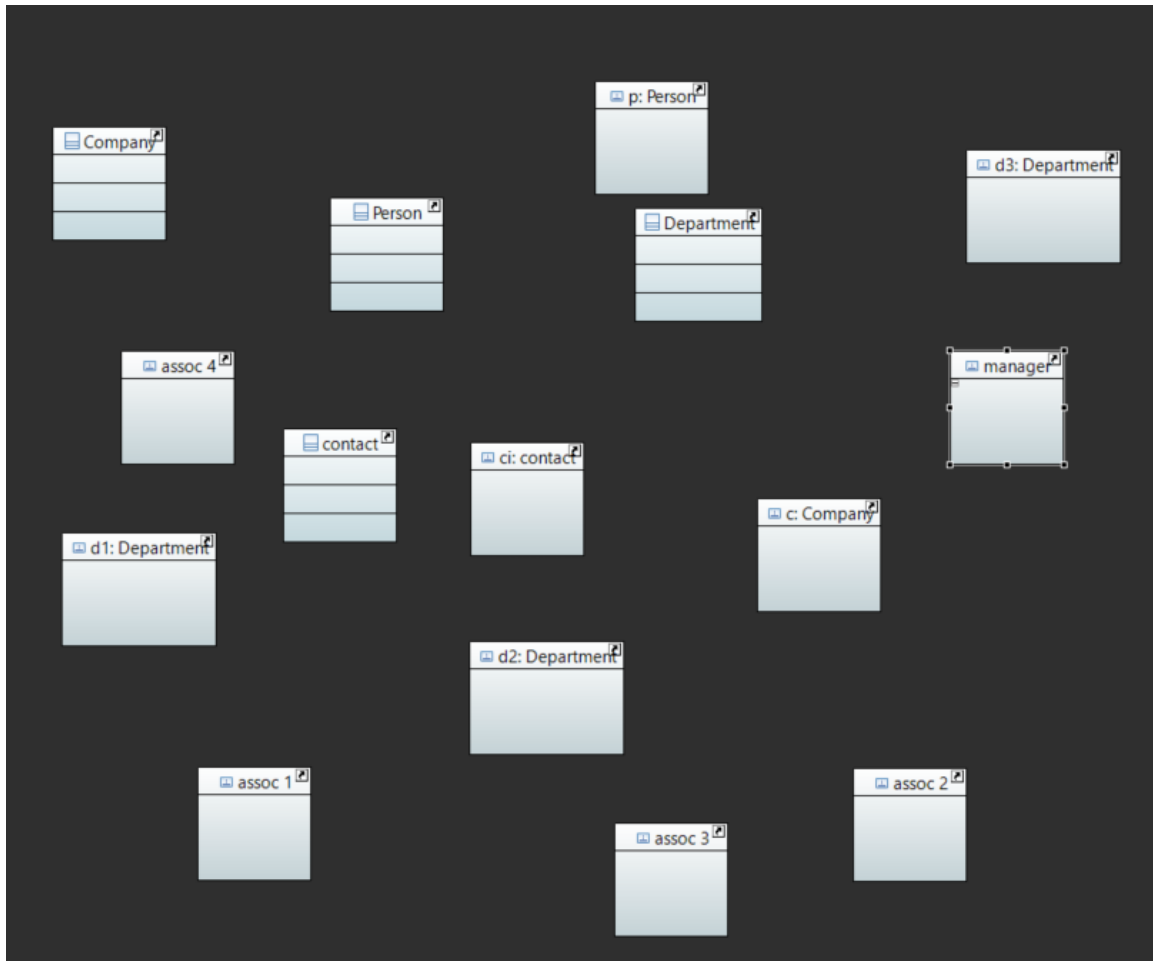 p: Person
Company
d3: Department
Person
Department
assoc 4
manager
contact
ci: contact
c: Company
d1: Department
d2: Department
assoc 1
assoc 2
assoc 3